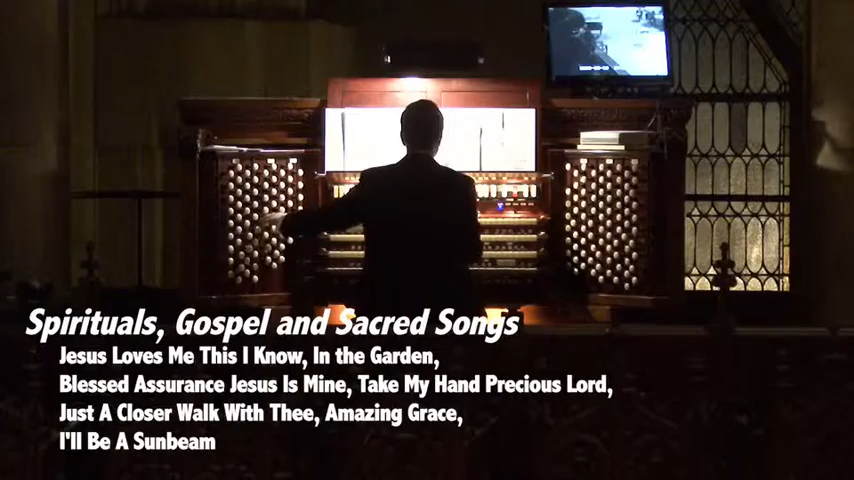 Spirituals, Gospel and Sacred Songs
Jesus Loves Me This I Know, In the Garden,
Blessed Assurance Jesus Is Mine, Take My Hand Precious Lord,
Just A Closer Walk With Thee, Amazing Grace,
I'll Be A Sunbeam